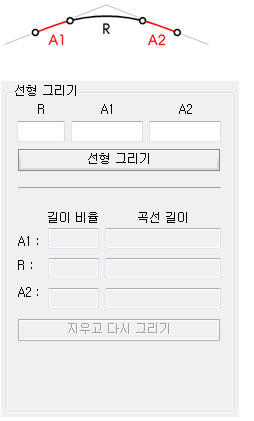 A1 R A2
선형 그리기
R A1 A2
선형 그리기
길이 비율 곡선 길이
A1 :
R :
A2 :
지우고 다시 그리기